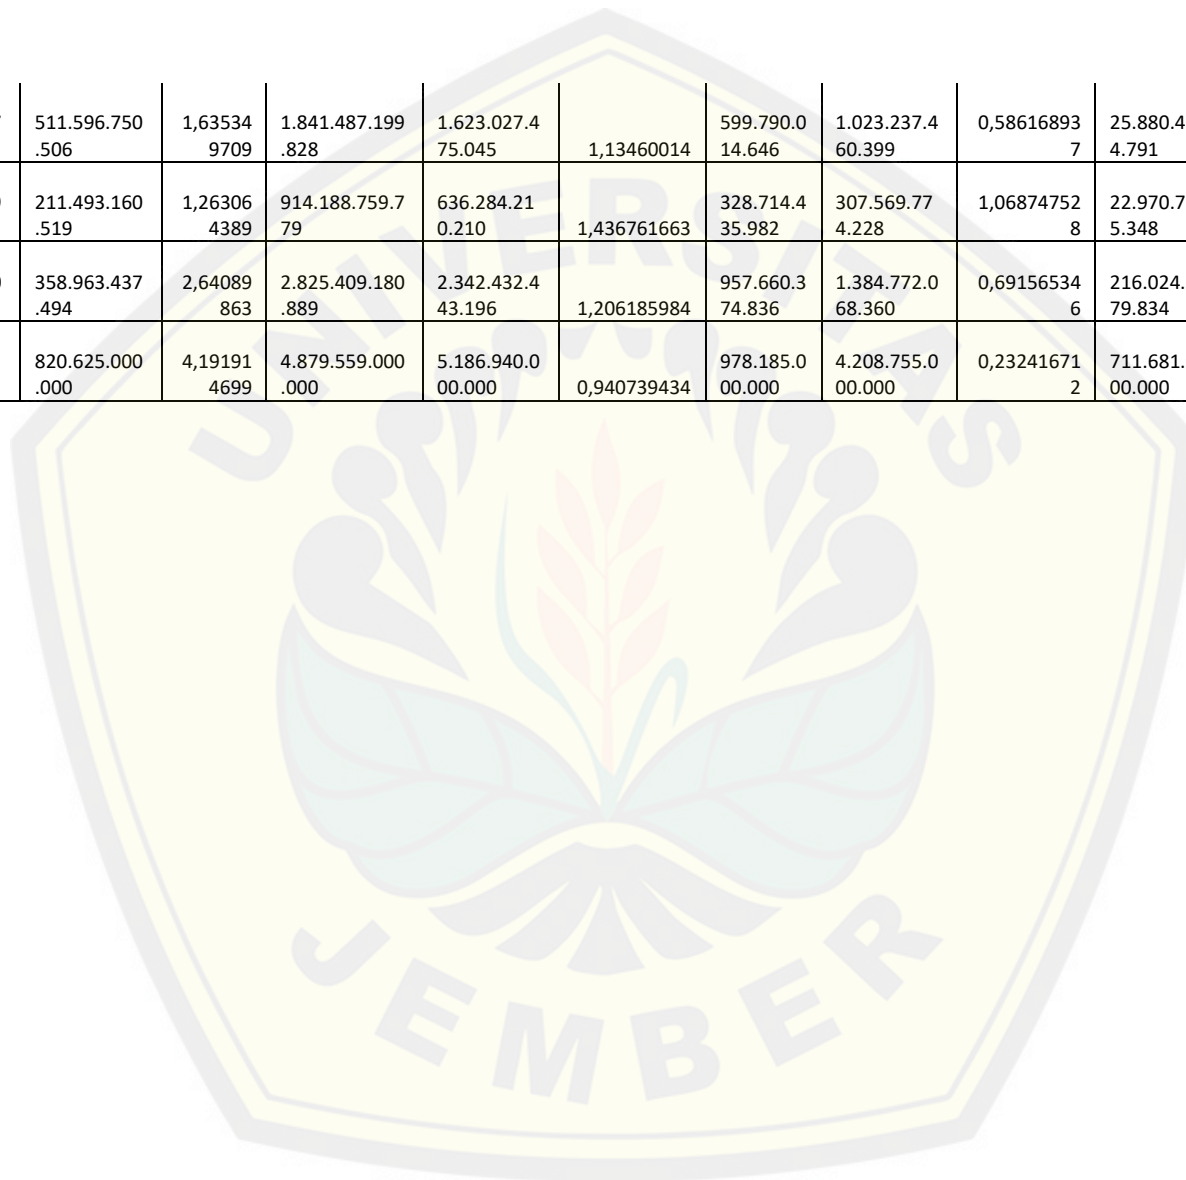 511.596.750 1,63534 1.841.487.199 1.623.027.4 599.790.0 1.023.237.4 0,58616893 25.880.4
.506 9709 .828 75.045 1,13460014 14.646 60.399 7 4.791
211.493.160 1,26306 914.188.759.7 636.284.21 328.714.4 307.569.77 1,06874752 22.970.7
.519 4389 79 0.210 1,436761663 35.982 4.228 8 5.348
358.963.437 2,64089 2.825.409.180 2.342.432.4 957.660.3 1.384.772.0 0,69156534 216.024.
.494 863 .889 43.196 1,206185984 74.836 68.360 6 79.834
820.625.000 4,19191 4.879.559.000 5.186.940.0 978.185.0 4.208.755.0 0,23241671 711.681.
.000 4699 .000 00.000 0,940739434 00.000 00.000 2 00.000
UNIVERSITAS
JEMBER